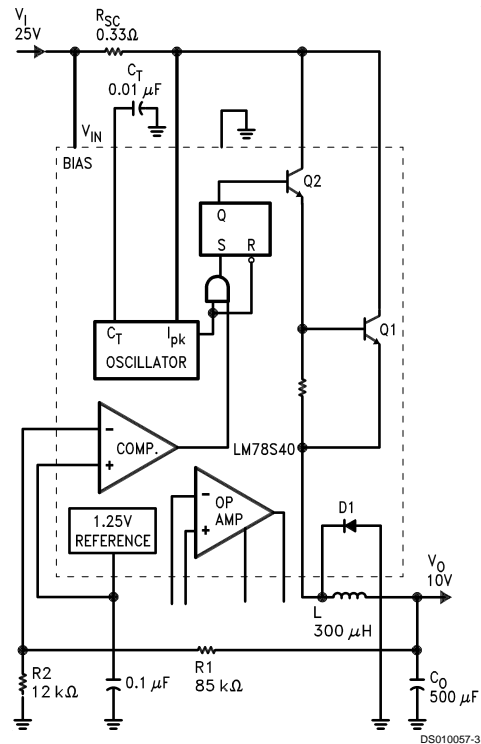 V_I
25V
R_SC
0.33Ω
C_T
0.01 μF
V_IN
BIAS
Q2
Q
S R
C_T I_pk
OSCILLATOR
Q1
−
COMP.
+
LM78S40
−
OP
AMP
+
1.25V
REFERENCE
D1
V_O
10V
L
300 μH
R2
12 kΩ
0.1 μF
R1
85 kΩ
C_O
500 μF
DS010057-3